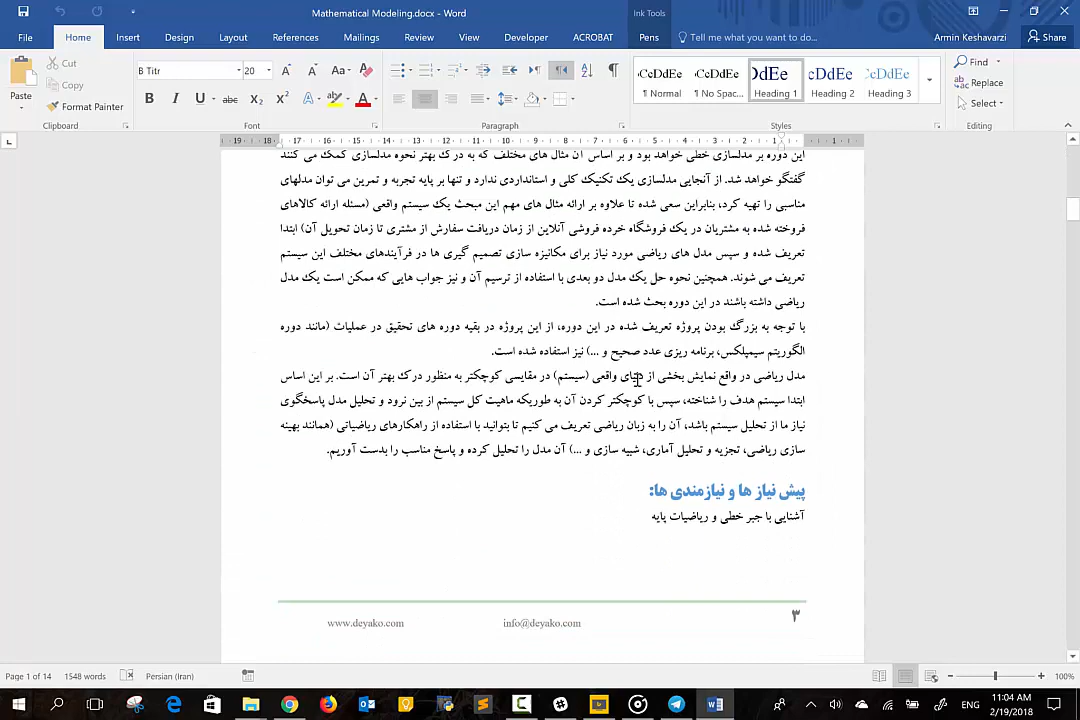 Mathematical Modeling.docx - Word
Ink Tools
File
Home
Insert
Design
Layout
References
Mailings
Review
View
Developer
ACROBAT
Pens
Tell me what you want to do...
Armin Keshavarzi
Share
Paste
Cut
Copy
Format Painter
Clipboard
B Titr
20
Font
Paragraph
¶ Normal
¶ No Spac...
Heading 1
Heading 2
Heading 3
Styles
Find
Replace
Select
Editing
این دوره بر مدلسازی خطی خواهد بود و بر اساس آن مثال های مختلف که به درک بهتر نحوه مدلسازی کمک می کنند
گفتگو خواهد شد. از آنجایی مدلسازی یک تکنیک کلی و استانداردی ندارد و تنها بر پایه تجربه و تمرین می توان مدلهای
مناسبی را تهیه کرد، بنابراین سعی شده تا علاوه بر ارائه مثال های مهم این مبحث یک سیستم واقعی (مسئله ارائه کالاهای
فروخته شده به مشتریان در یک فروشگاه خرده فروشی آنلاین از زمان دریافت سفارش از مشتری تا زمان تحویل آن) ابتدا
تعریف شده و سپس مدل های ریاضی مورد نیاز برای مکانیزه سازی تصمیم گیری ها در فرآیندهای مختلف این سیستم
تعریف می شوند. همچنین نحوه حل یک مدل دو بعدی با استفاده از ترسیم آن و نیز جواب هایی که ممکن است یک مدل
ریاضی داشته باشند در این دوره بحث شده است.
با توجه به بزرگ بودن پروژه تعریف شده در این دوره، از این پروژه در بقیه دوره های تحقیق در عملیات (مانند دوره
الگوریتم سیمپلکس، برنامه ریزی عدد صحیح و ...) نیز استفاده شده است.
مدل ریاضی در واقع نمایش بخشی از دنیای واقعی (سیستم) در مقایسی کوچکتر به منظور درک بهتر آن است. بر این اساس
ابتدا سیستم هدف را شناخته، سپس با کوچکتر کردن آن به طوریکه ماهیت کل سیستم از بین نرود و تحلیل مدل پاسخگوی
نیاز ما از تحلیل سیستم باشد، آن را به زبان ریاضی تعریف می کنیم تا بتوانید با استفاده از راهکارهای ریاضیاتی (همانند بهینه
سازی ریاضی، تجزیه و تحلیل آماری، شبیه سازی و ...) آن مدل را تحلیل کرده و پاسخ مناسب را بدست آوریم.
پیش نیاز ها و نیازمندی ها:
آشنایی با جبر خطی و ریاضیات پایه
www.deyako.com info@deyako.com ۳
Page 1 of 14
1548 words
Persian (Iran)
100%
ENG
11:04 AM
2/19/2018